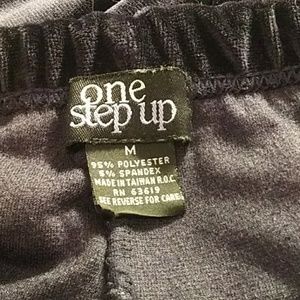 one
step up
M
95% POLYESTER
5% SPANDEX
MADE IN TAIWAN R.O.C.
RN 63619
SEE REVERSE FOR CARE